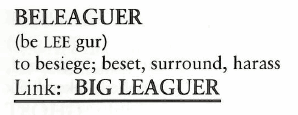 BELEAGUER
(be LEE gur)
to besiege; beset, surround, harass
Link: BIG LEAGUER